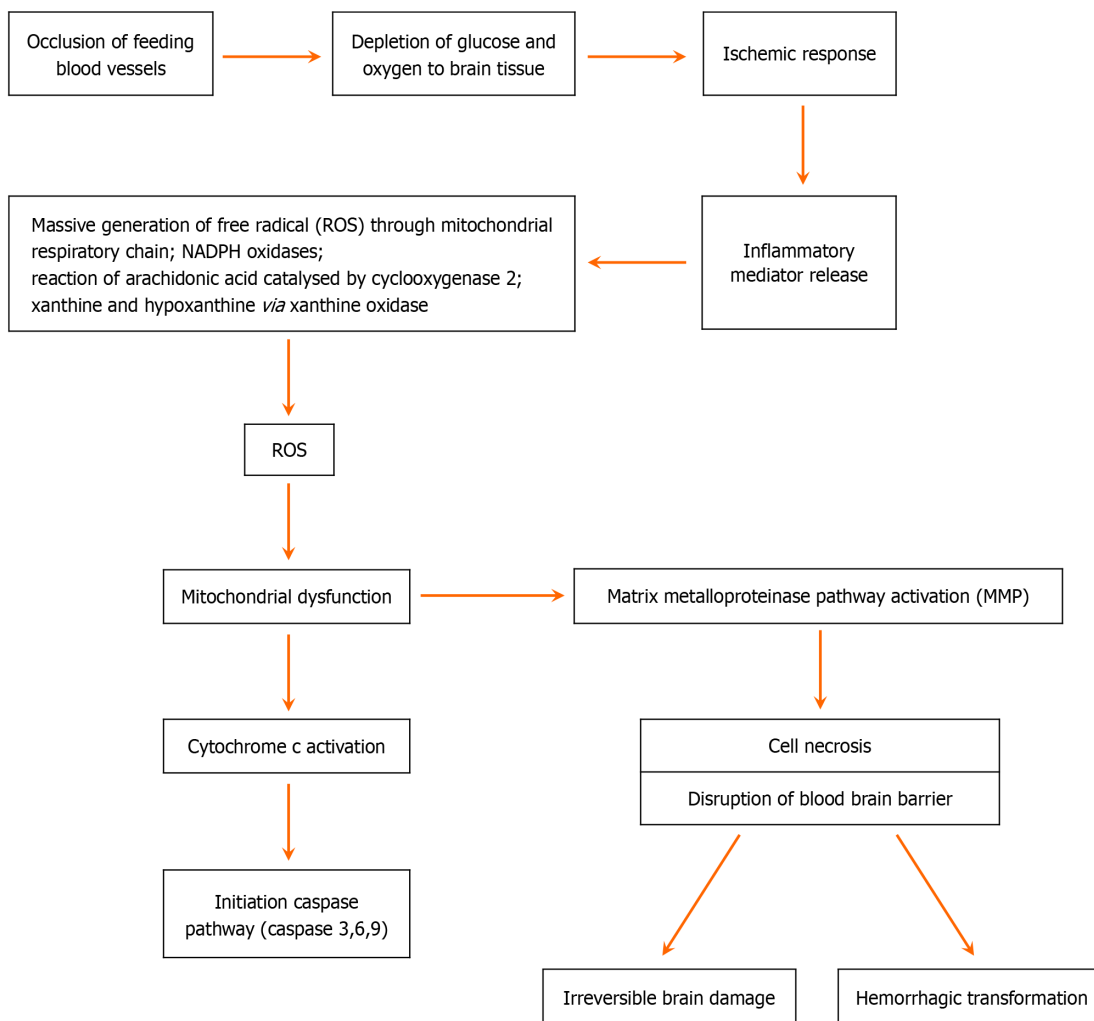 Occlusion of feeding
blood vessels
Depletion of glucose and
oxygen to brain tissue
Ischemic response
Massive generation of free radical (ROS) through mitochondrial
respiratory chain; NADPH oxidases;
reaction of arachidonic acid catalysed by cyclooxygenase 2;
xanthine and hypoxanthine via xanthine oxidase
Inflammatory
mediator release
ROS
Mitochondrial dysfunction
Matrix metalloproteinase pathway activation (MMP)
Cytochrome c activation
Cell necrosis
Disruption of blood brain barrier
Initiation caspase
pathway (caspase 3,6,9)
Irreversible brain damage
Hemorrhagic transformation